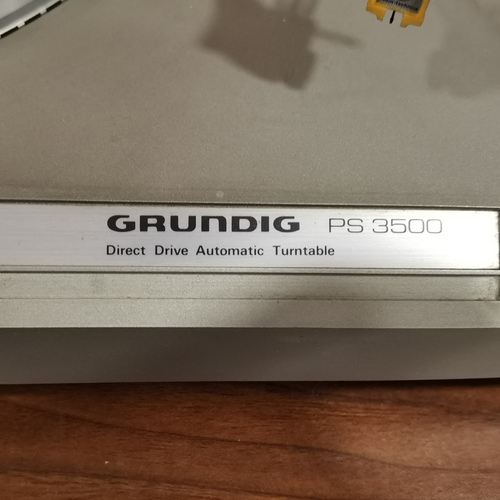 GRUNDIG PS 3500
Direct Drive Automatic Turntable